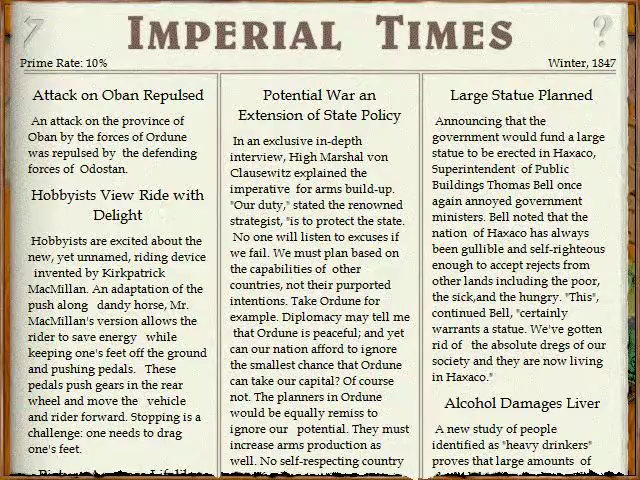 Imperial Times
Prime Rate: 10%
Winter, 1847
Attack on Oban Repulsed
An attack on the province of
Oban by the forces of Ordune
was repulsed by the defending
forces of Odostan.
Hobbyists View Ride with
Delight
Hobbyists are excited about the
new, yet unnamed, riding device
invented by Kirkpatrick
MacMillan. An adaptation of the
push along dandy horse, Mr.
MacMillan's version allows the
rider to save energy while
keeping one's feet off the ground
and pushing pedals. These
pedals push gears in the rear
wheel and move the vehicle
and rider forward. Stopping is a
challenge: one needs to drag
one's feet.
Potential War an
Extension of State Policy
In an exclusive in-depth
interview, High Marshal von
Clausewitz explained the
imperative for arms build-up.
"Our duty," stated the renowned
strategist, "is to protect the state.
No one will listen to excuses if
we fail. We must plan based on
the capabilities of other
countries, not their purported
intentions. Take Ordune for
example. Diplomacy may tell me
that Ordune is peaceful; and yet
can our nation afford to ignore
the smallest chance that Ordune
can take our capital? Of course
not. The planners in Ordune
would be equally remiss to
ignore our potential. They must
increase arms production as
well. No self-respecting country
Large Statue Planned
Announcing that the
government would fund a large
statue to be erected in Haxaco,
Superintendent of Public
Buildings Thomas Bell once
again annoyed government
ministers. Bell noted that the
nation of Haxaco has always
been gullible and self-righteous
enough to accept rejects from
other lands including the poor,
the sick,and the hungry. "This",
continued Bell, "certainly
warrants a statue. We've gotten
rid of the absolute dregs of our
society and they are now living
in Haxaco."
Alcohol Damages Liver
A new study of people
identified as "heavy drinkers"
proves that large amounts of